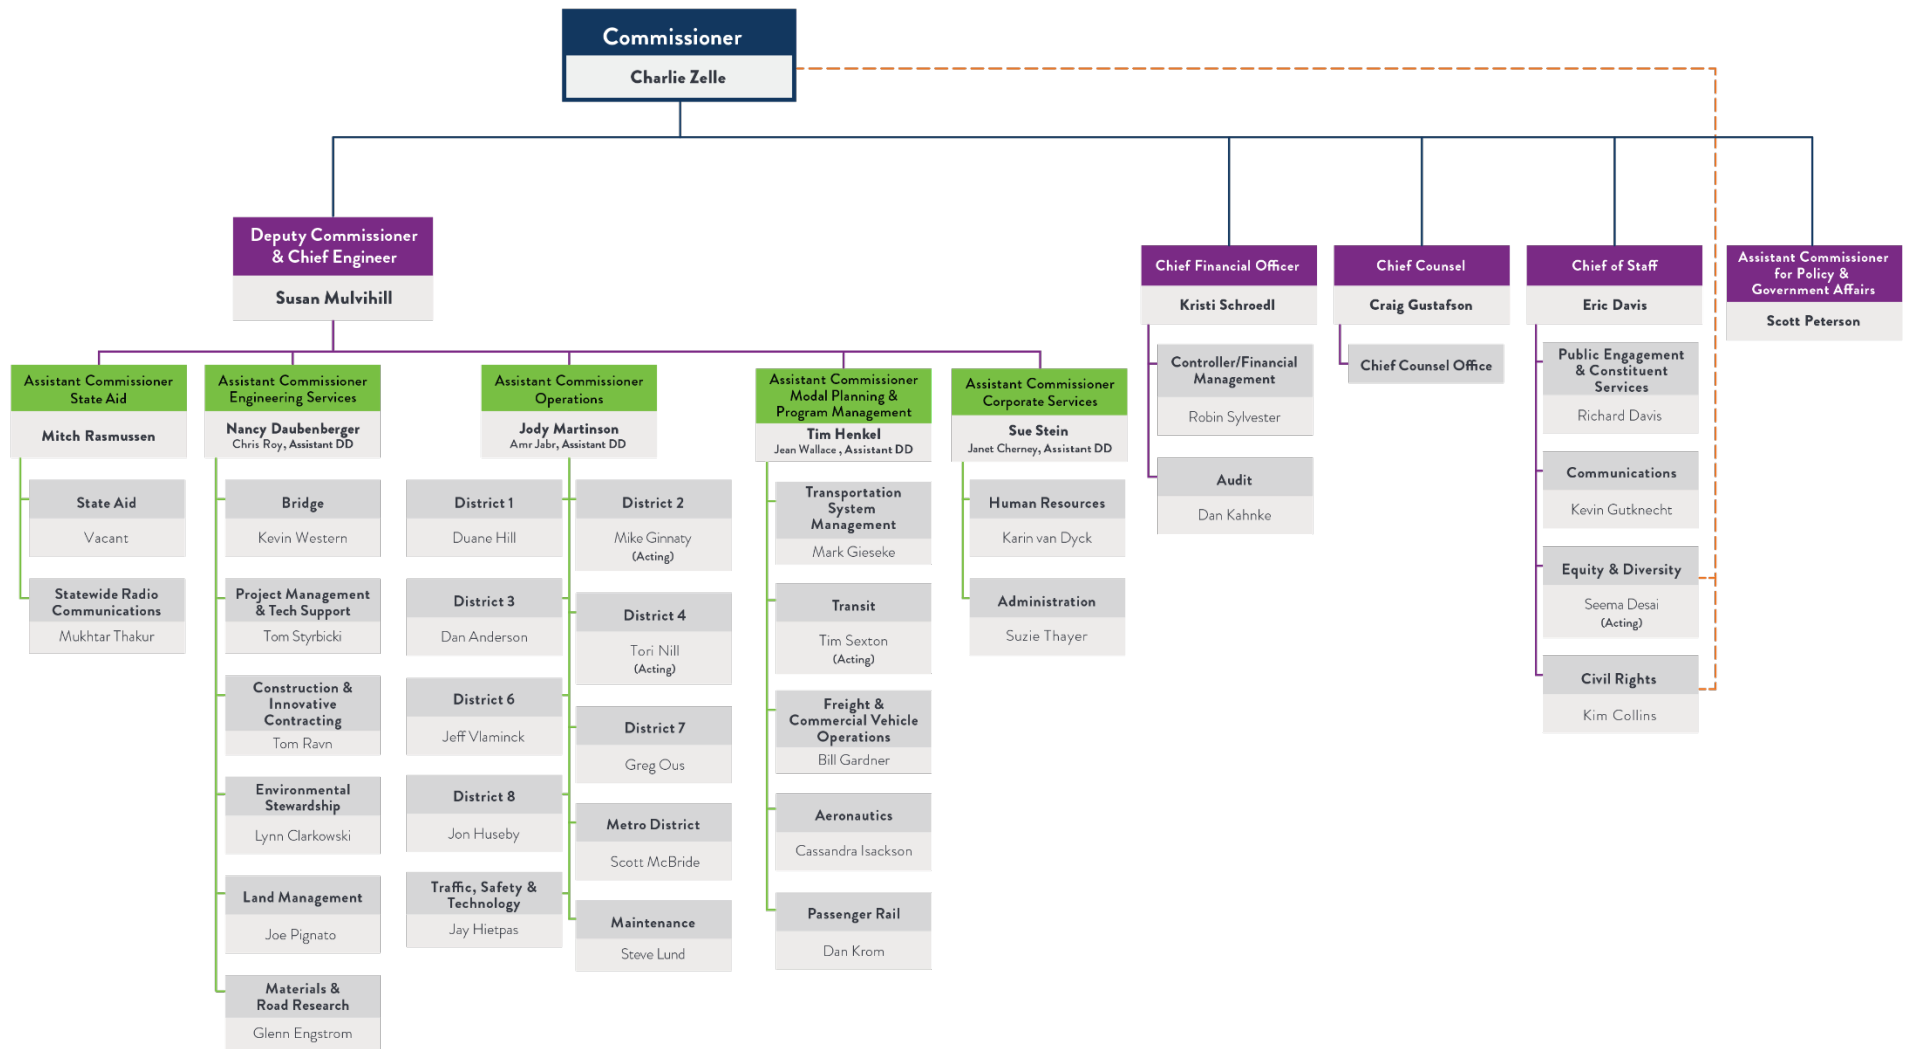 Commissioner
Charlie Zelle
Deputy Commissioner
& Chief Engineer
Susan Mulvihill
Chief Financial Officer
Kristi Schroedl
Controller/Financial
Management
Robin Sylvester
Audit
Dan Kahnke
Chief Counsel
Craig Gustafson
Chief Counsel Office
Chief of Staff
Eric Davis
Public Engagement
& Constituent
Services
Richard Davis
Communications
Kevin Gutknecht
Equity & Diversity
Seema Desai
(Acting)
Civil Rights
Kim Collins
Assistant Commissioner
for Policy &
Government Affairs
Scott Peterson
Assistant Commissioner
State Aid
Mitch Rasmussen
State Aid
Vacant
Statewide Radio
Communications
Mukhtar Thakur
Assistant Commissioner
Engineering Services
Nancy Daubenberger
Chris Roy, Assistant DD
Bridge
Kevin Western
Project Management
& Tech Support
Tom Styrbicki
Construction &
Innovative
Contracting
Tom Ravn
Environmental
Stewardship
Lynn Clarkowski
Land Management
Joe Pignato
Materials &
Road Research
Glenn Engstrom
Assistant Commissioner
Operations
Jody Martinson
Amr Jabr, Assistant DD
District 1
Duane Hill
District 2
Mike Ginnaty
(Acting)
District 3
Dan Anderson
District 4
Tori Nill
(Acting)
District 6
Jeff Vlaminck
District 7
Greg Ous
District 8
Jon Huseby
Metro District
Scott McBride
Traffic, Safety &
Technology
Jay Hietpas
Maintenance
Steve Lund
Assistant Commissioner
Modal Planning &
Program Management
Tim Henkel
Jean Wallace , Assistant DD
Transportation
System
Management
Mark Gieseke
Transit
Tim Sexton
(Acting)
Freight &
Commercial Vehicle
Operations
Bill Gardner
Aeronautics
Cassandra Isackson
Passenger Rail
Dan Krom
Assistant Commissioner
Corporate Services
Sue Stein
Janet Cherney, Assistant DD
Human Resources
Karin van Dyck
Administration
Suzie Thayer